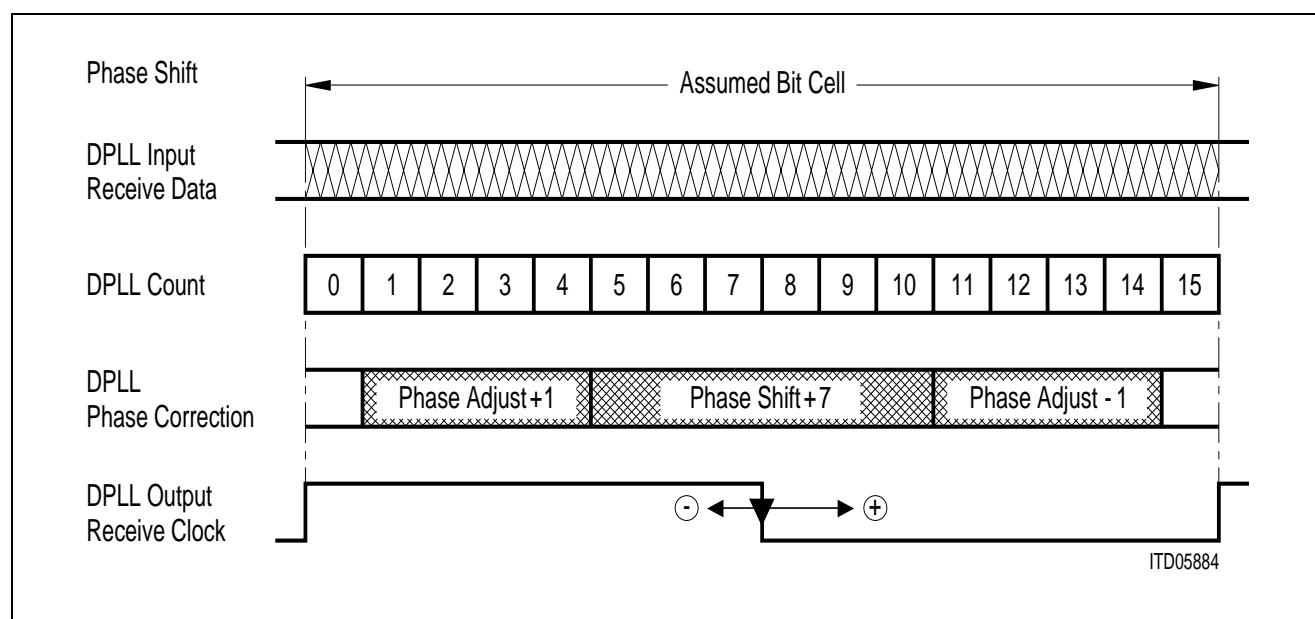 Phase Shift
Assumed Bit Cell
DPLL Input
Receive Data
DPLL Count
0 1 2 3 4 5 6 7 8 9 10 11 12 13 14 15
DPLL
Phase Correction
Phase Adjust +1 Phase Shift +7 Phase Adjust - 1
DPLL Output
Receive Clock
- +
ITD05884